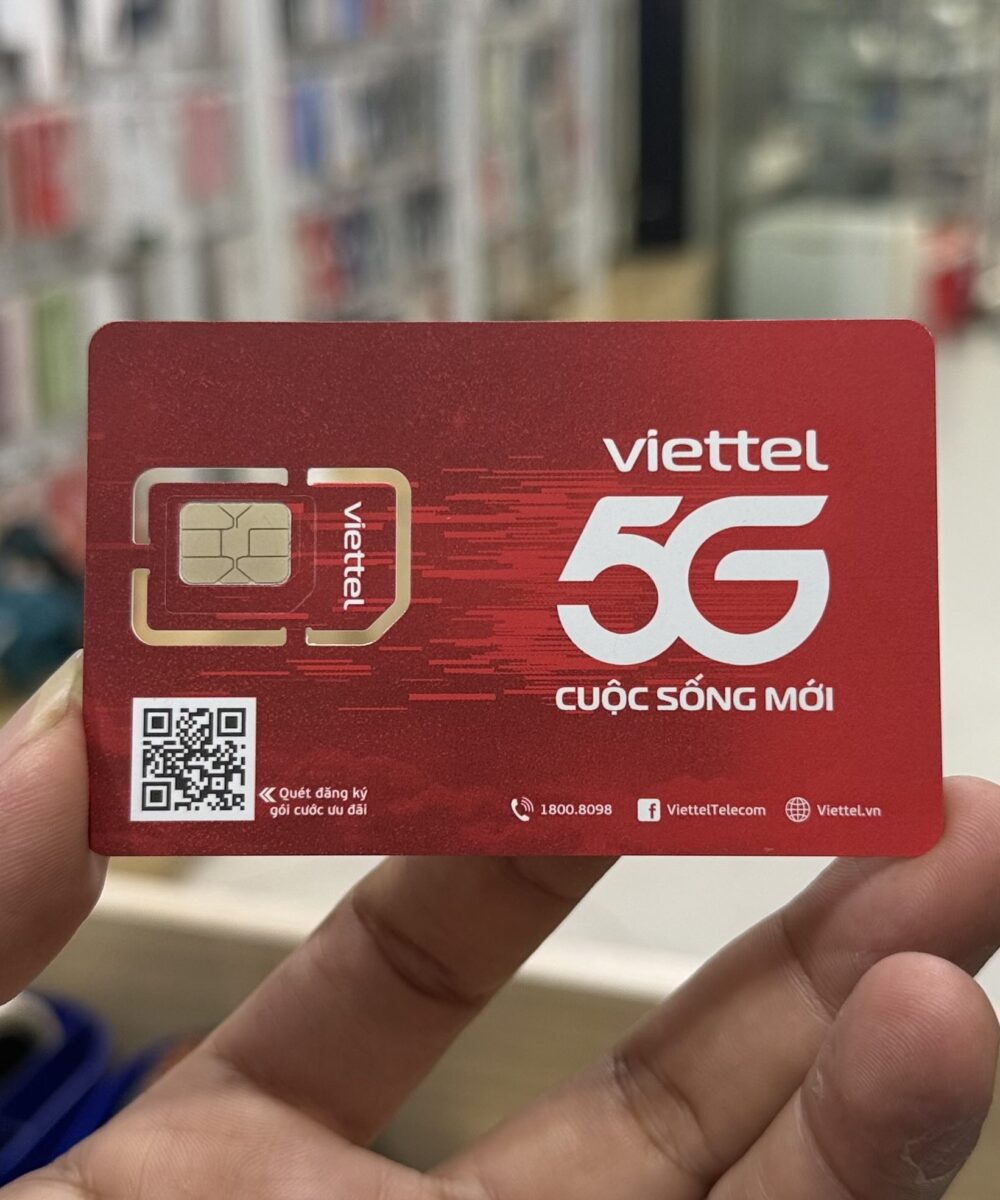 viettel
5G
CUỘC SỐNG MỚI
viettel
Quét đăng ký
gói cước ưu đãi
1800.8098
ViettelTelecom
Viettel.vn